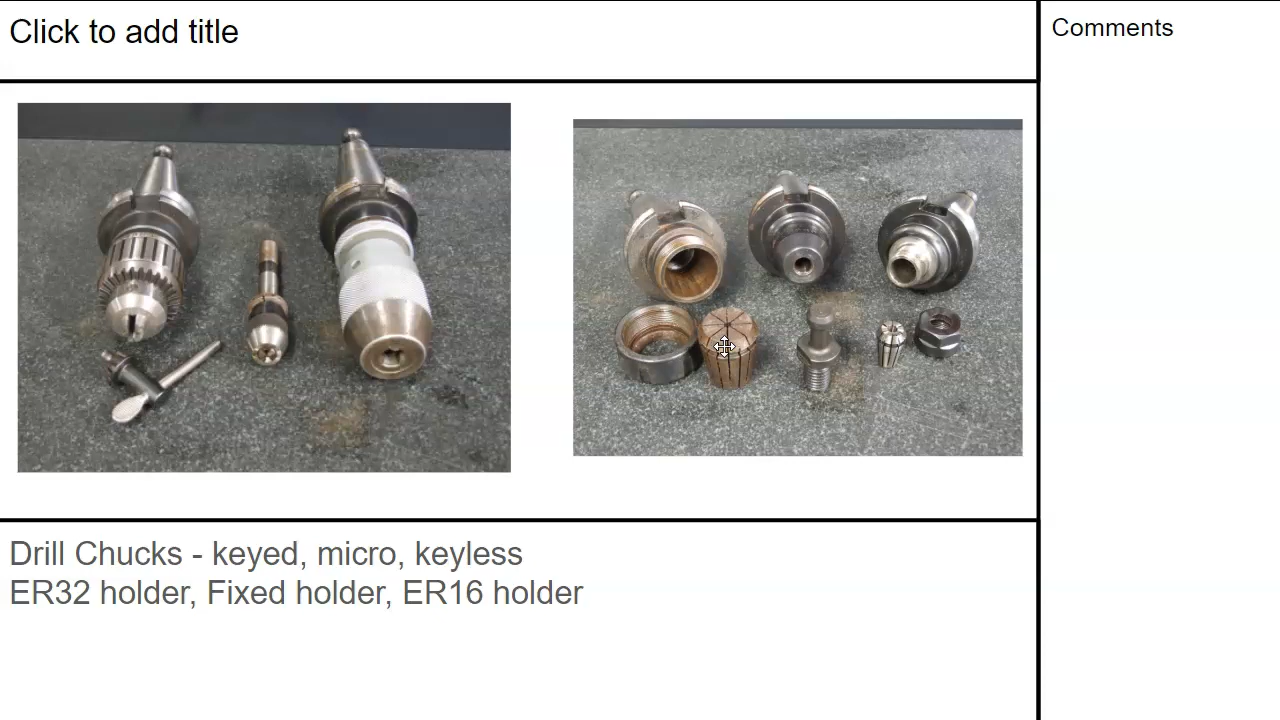 Click to add title
Comments
Drill Chucks - keyed, micro, keyless
ER32 holder, Fixed holder, ER16 holder